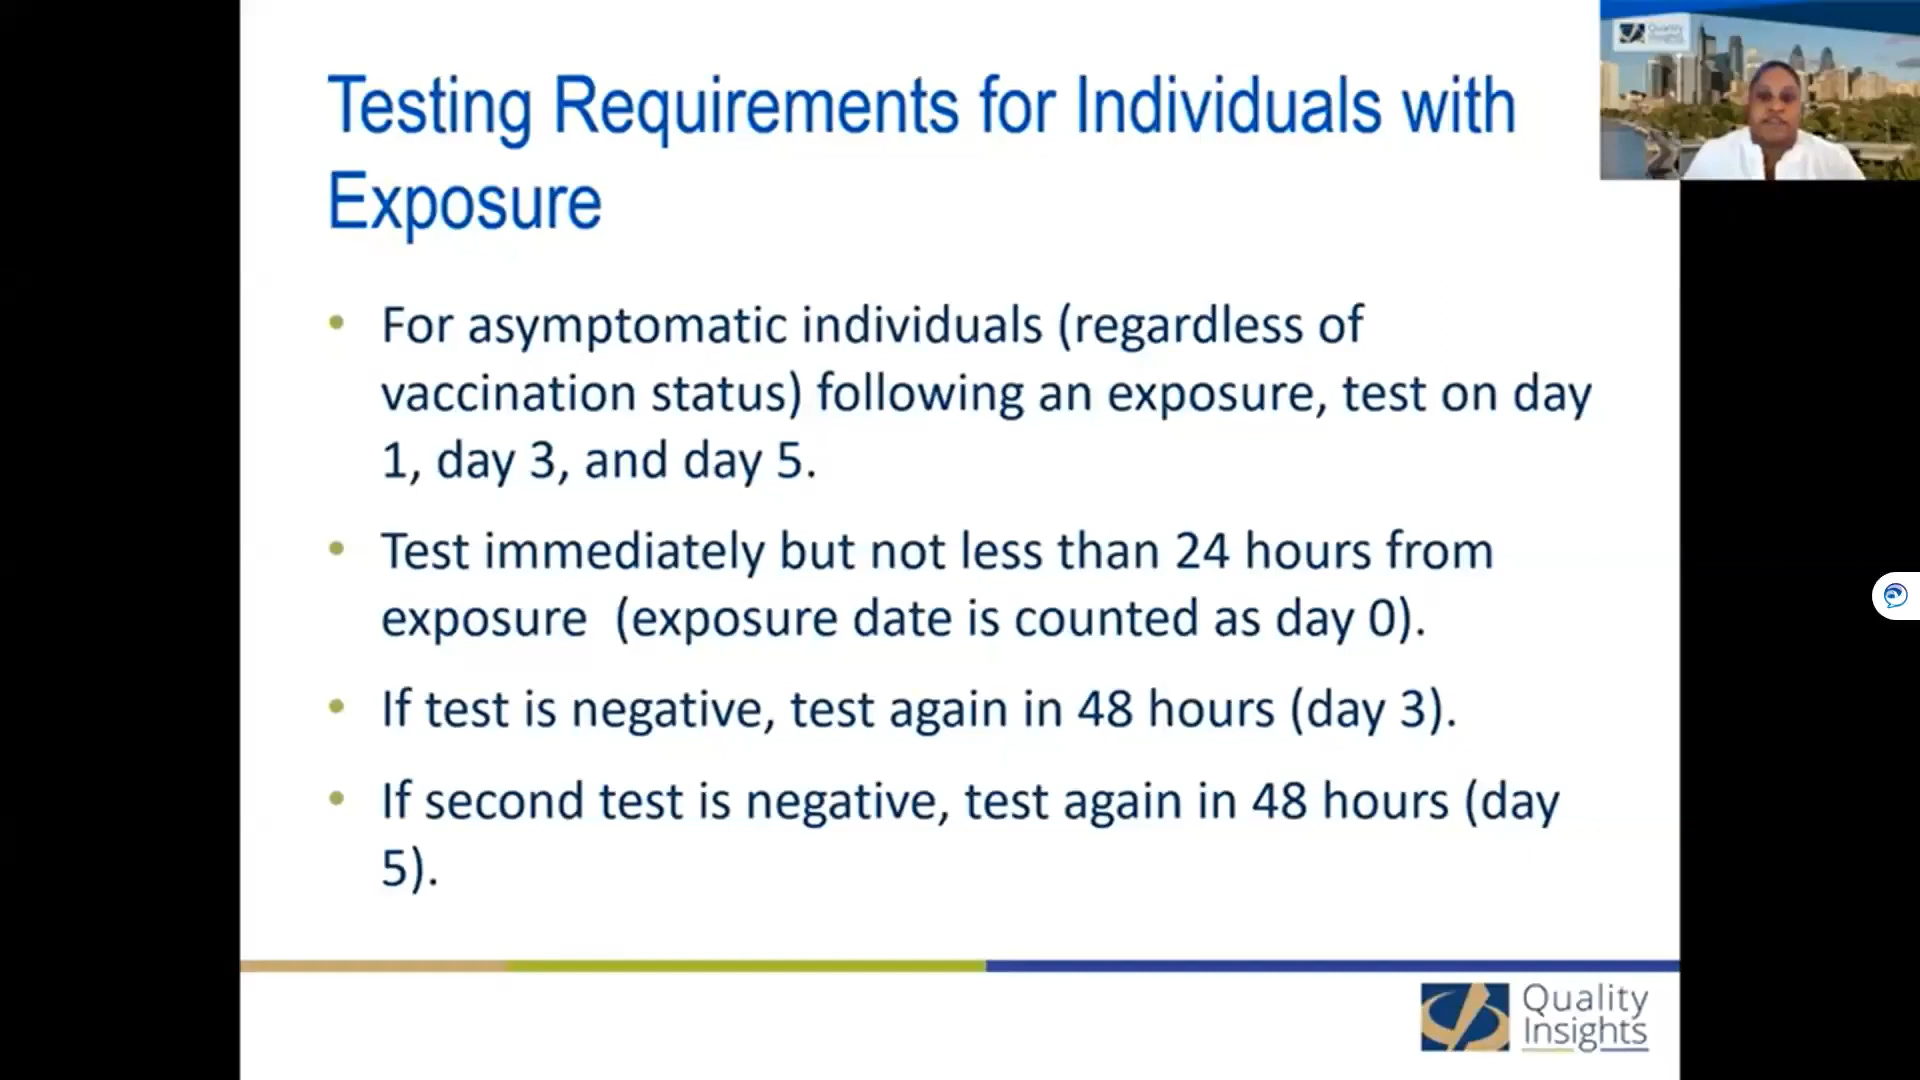 Testing Requirements for Individuals with
Exposure
• For asymptomatic individuals (regardless of
vaccination status) following an exposure, test on day
1, day 3, and day 5.
• Test immediately but not less than 24 hours from
exposure (exposure date is counted as day 0).
• If test is negative, test again in 48 hours (day 3).
• If second test is negative, test again in 48 hours (day
5).
Quality
Insights
Quality
Insights